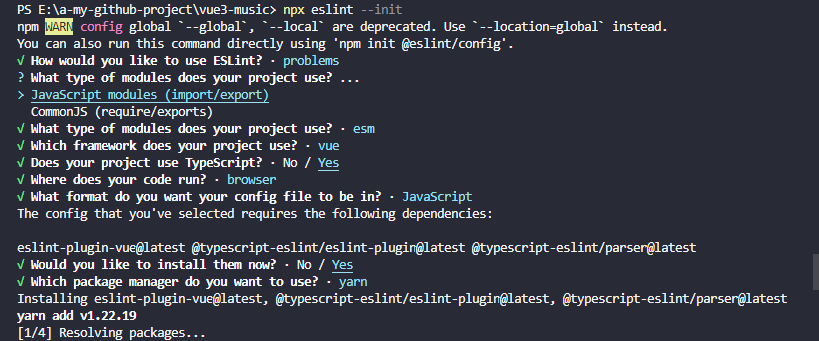 PS E:\a-my-github-project\vue3-music> npx eslint --init
npm WARN config global `--global`, `--local` are deprecated. Use `--location=global` instead.
You can also run this command directly using 'npm init @eslint/config'.
√ How would you like to use ESLint? · problems
? What type of modules does your project use? ...
> JavaScript modules (import/export)
CommonJS (require/exports)
√ What type of modules does your project use? · esm
√ Which framework does your project use? · vue
√ Does your project use TypeScript? · No / Yes
√ Where does your code run? · browser
√ What format do you want your config file to be in? · JavaScript
The config that you've selected requires the following dependencies:
eslint-plugin-vue@latest @typescript-eslint/eslint-plugin@latest @typescript-eslint/parser@latest
√ Would you like to install them now? · No / Yes
√ Which package manager do you want to use? · yarn
Installing eslint-plugin-vue@latest, @typescript-eslint/eslint-plugin@latest, @typescript-eslint/parser@latest
yarn add v1.22.19
[1/4] Resolving packages...